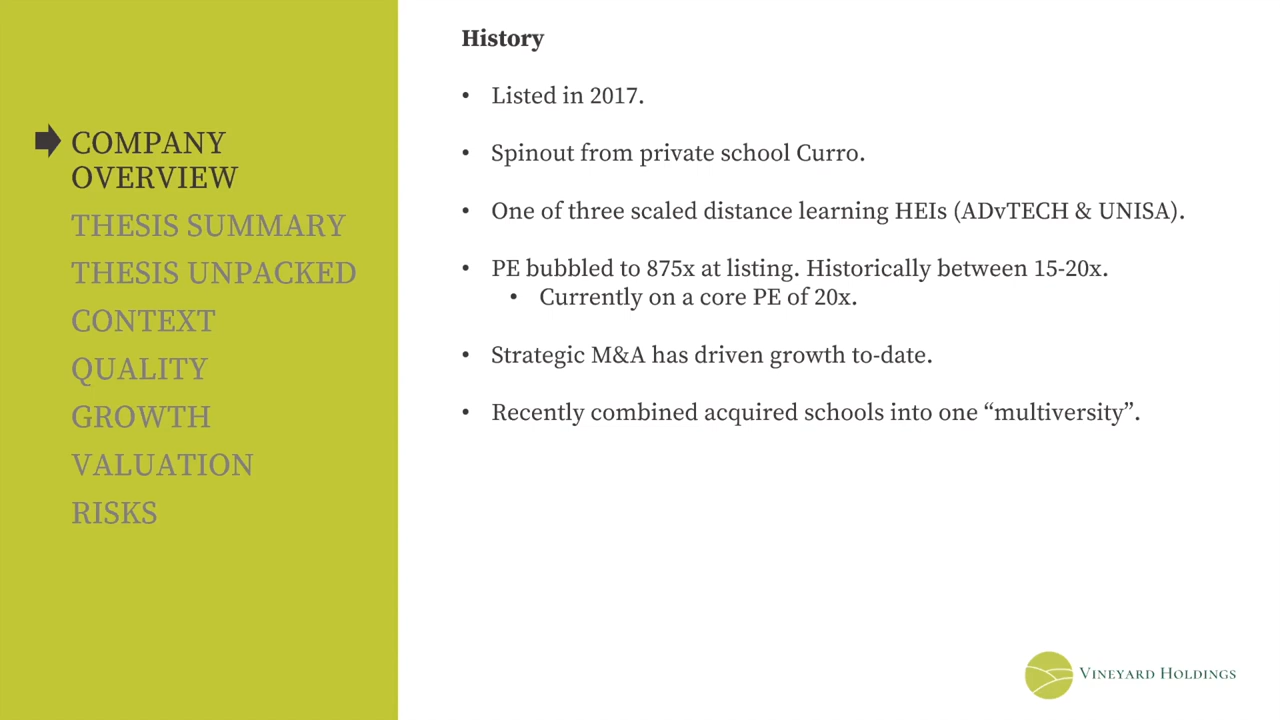 COMPANY
OVERVIEW
THESIS SUMMARY
THESIS UNPACKED
CONTEXT
QUALITY
GROWTH
VALUATION
RISKS
History
• Listed in 2017.
• Spinout from private school Curro.
• One of three scaled distance learning HEIs (ADvTECH & UNISA).
• PE bubbled to 875x at listing. Historically between 15-20x.
• Currently on a core PE of 20x.
• Strategic M&A has driven growth to-date.
• Recently combined acquired schools into one “multiversity”.
VINEYARD HOLDINGS